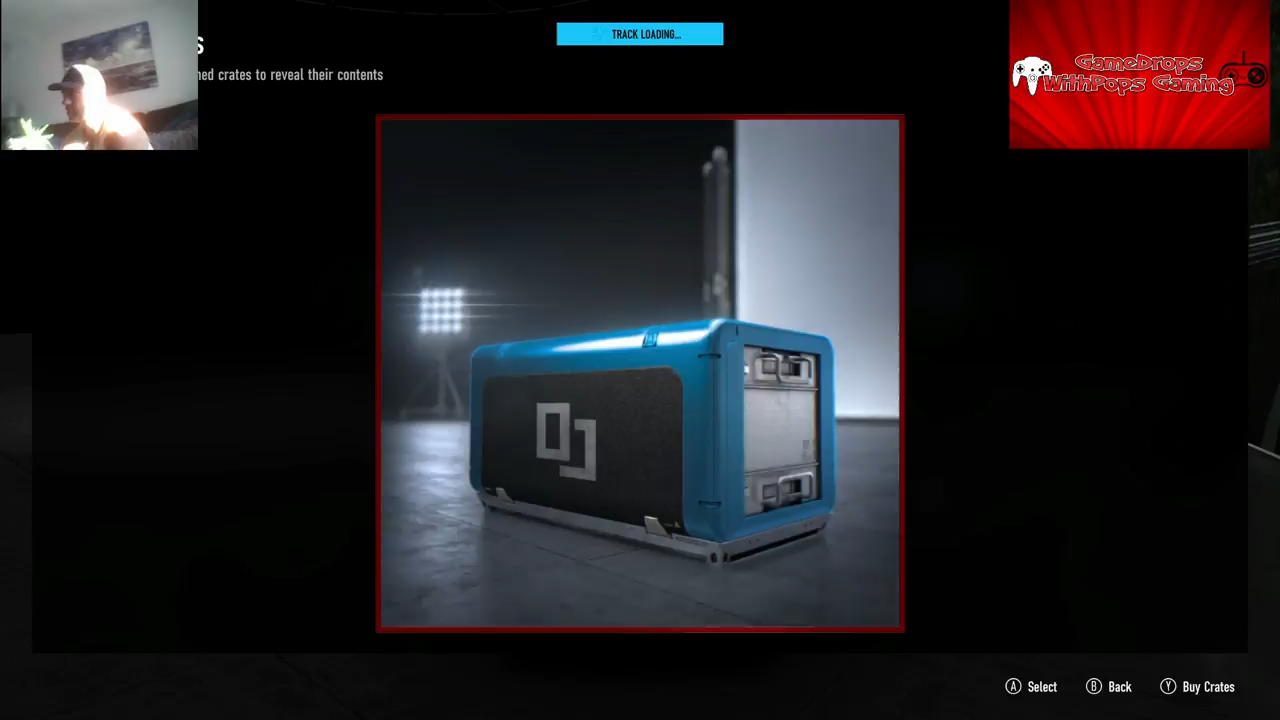 TRACK LOADING...
S
ned crates to reveal their contents
GameDrops
WithPops Gaming
A Select
B Back
Y Buy Crates